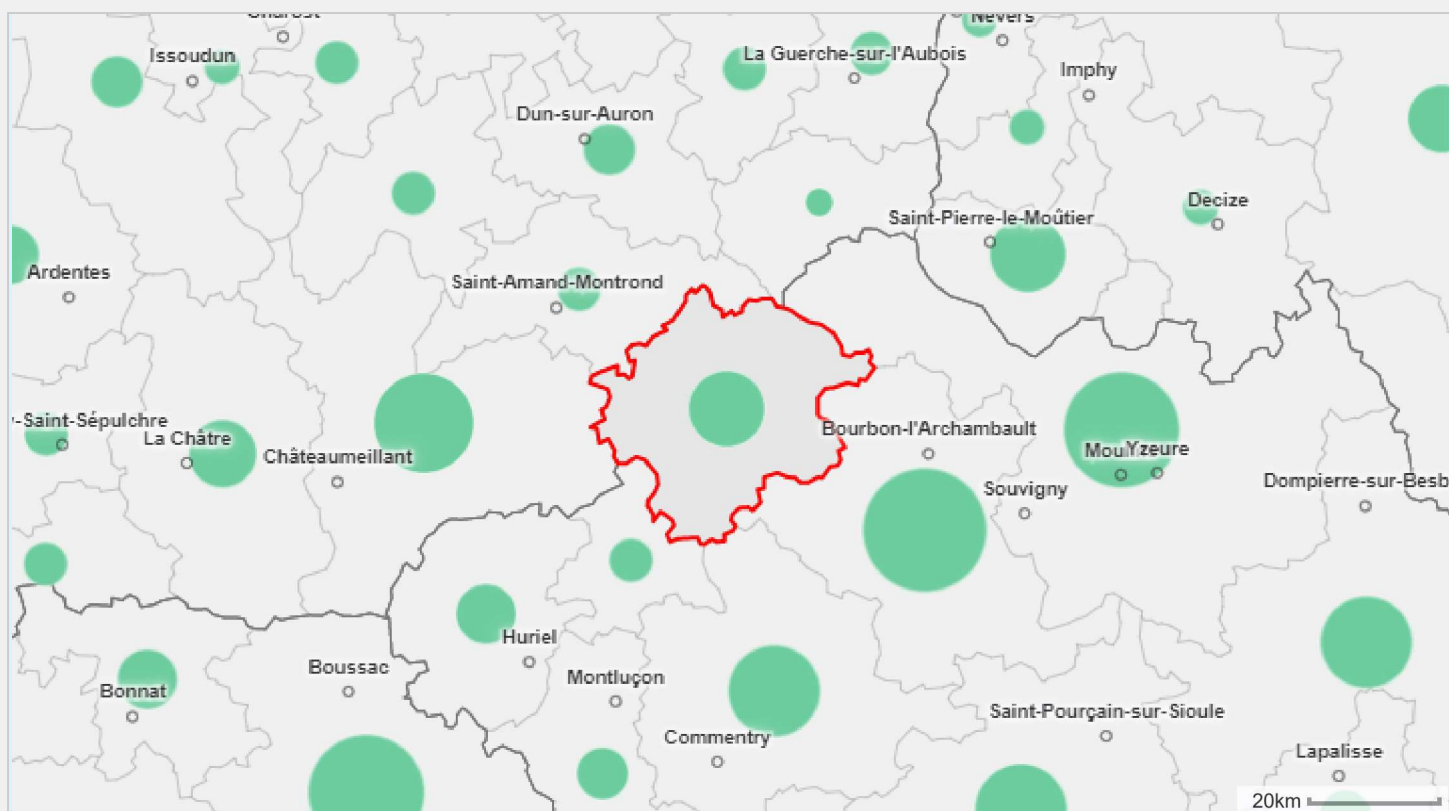 Charost
Nevers
Issoudun
La Guerche-sur-l'Aubois
Imphy
Dun-sur-Auron
Decize
Saint-Pierre-le-Moûtier
Ardentes
Saint-Amand-Montrond
y-Saint-Sépulchre
La Châtre
Châteaumeillant
Bourbon-l'Archambault
Yzeure
Souvigny
Dompierre-sur-Besb
Huriel
Boussac
Montluçon
Bonnat
Saint-Pourçain-sur-Sioule
Commentry
Lapalisse
20km